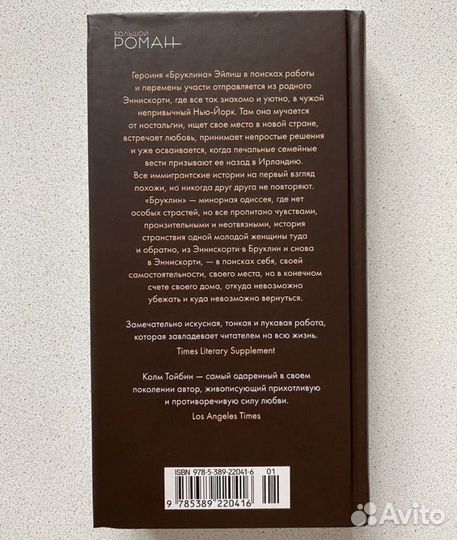 БОЛЬШОЙ
РОМАН
Героиня «Бруклина» Эйлиш в поисках работы
и перемены участи отправляется из родного
Эннискорти, где все так знакомо и уютно, в чужой
непривычный Нью-Йорк. Там она мучается
от ностальгии, ищет свое место в новой стране,
встречает любовь, принимает непростые решения
и уже осваивается, когда печальные семейные
вести призывают ее назад в Ирландию.
Все иммигрантские истории на первый взгляд
похожи, но никогда друг друга не повторяют.
«Бруклин» — минорная одиссея, где нет
особых страстей, но все пропитано чувствами,
пронзительными и неотвязными, история
странствий одной молодой женщины туда
и обратно, из Эннискорти в Бруклин и снова
в Эннискорти, — в поисках себя, своей
самостоятельности, своего места, но в конечном
счете своего дома, откуда невозможно
убежать и куда невозможно вернуться.
Замечательно искусная, тонкая и лукавая работа,
которая завладевает читателем на всю жизнь.
Times Literary Supplement
Колм Тойбин — самый одаренный в своем
поколении автор, живописующий прихотливую
и противоречивую силу любви.
Los Angeles Times
ISBN 978-5-389-22041-6
01
9 785389 220416
Avito